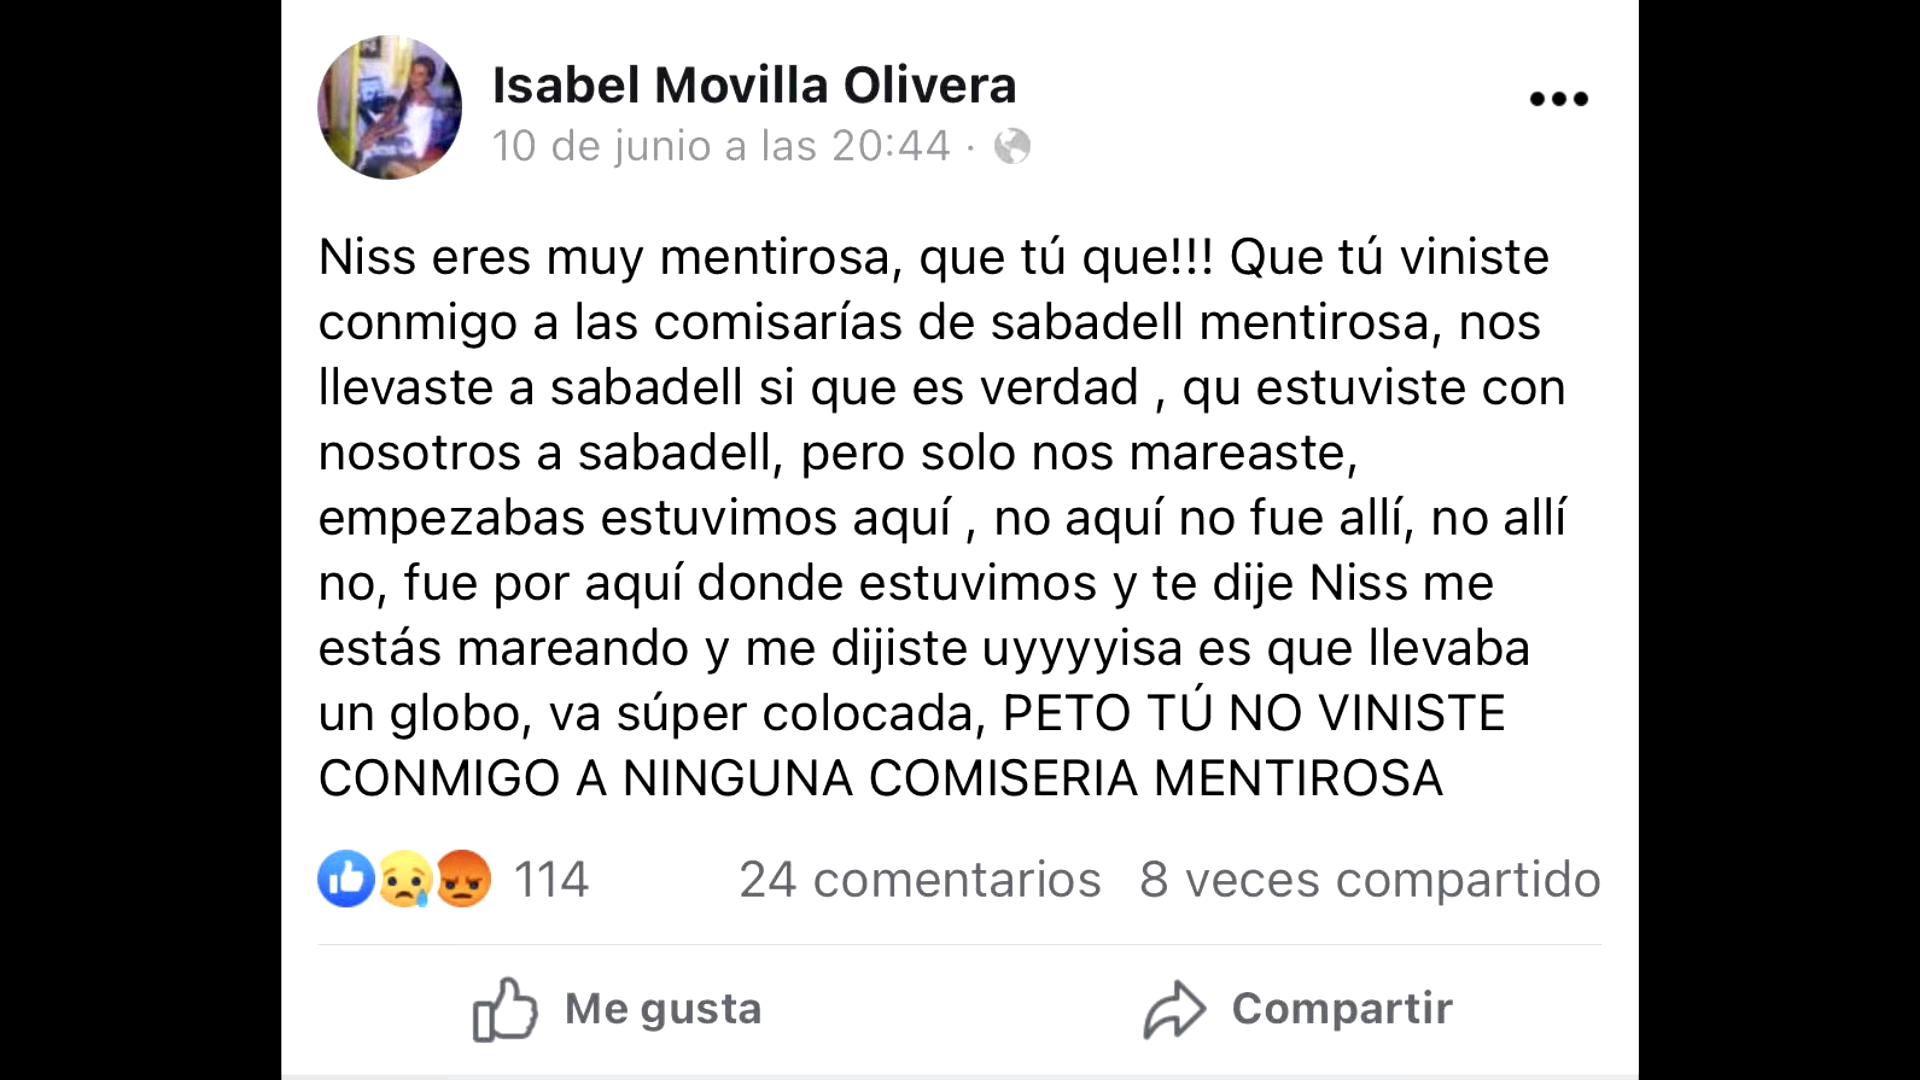 Isabel Movilla Olivera
10 de junio a las 20:44 ·
Niss eres muy mentirosa, que tú que!!! Que tú viniste
conmigo a las comisarías de sabadell mentirosa, nos
llevaste a sabadell si que es verdad , qu estuviste con
nosotros a sabadell, pero solo nos mareaste,
empezabas estuvimos aquí , no aquí no fue allí, no allí
no, fue por aquí donde estuvimos y te dije Niss me
estás mareando y me dijiste uyyyyisa es que llevaba
un globo, va súper colocada, PETO TÚ NO VINISTE
CONMIGO A NINGUNA COMISERIA MENTIROSA
114 24 comentarios 8 veces compartido
Me gusta Compartir